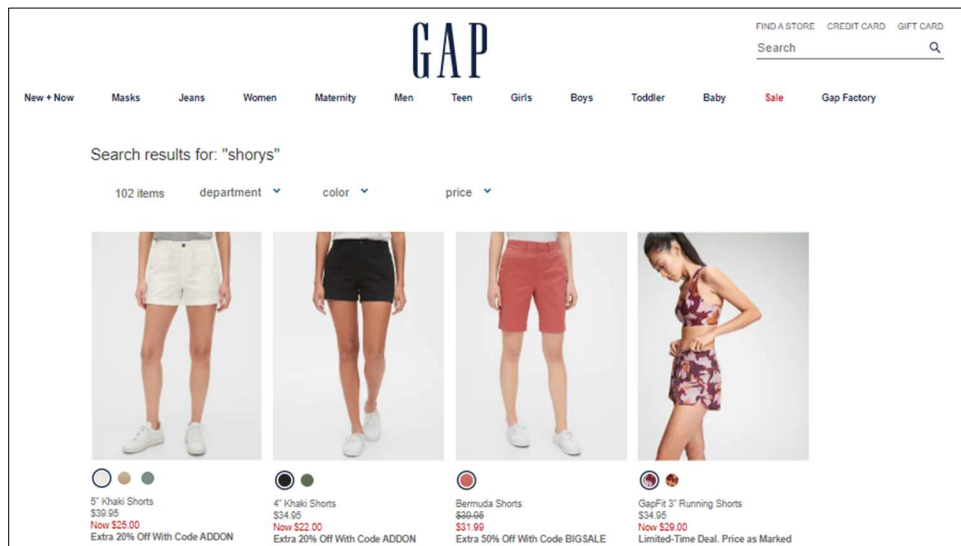 GAP
FIND A STORE CREDIT CARD GIFT CARD
Search
New + Now Masks Jeans Women Maternity Men Teen Girls Boys Toddler Baby Sale Gap Factory
Search results for: "shorys"
102 items department color price
5" Khaki Shorts
$39.95
Now $25.00
Extra 20% Off With Code ADDON
4" Khaki Shorts
$34.95
Now $22.00
Extra 20% Off With Code ADDON
Bermuda Shorts
$39.95
$31.99
Extra 50% Off With Code BIGSALE
GapFit 3" Running Shorts
$34.95
Now $29.00
Limited-Time Deal. Price as Marked